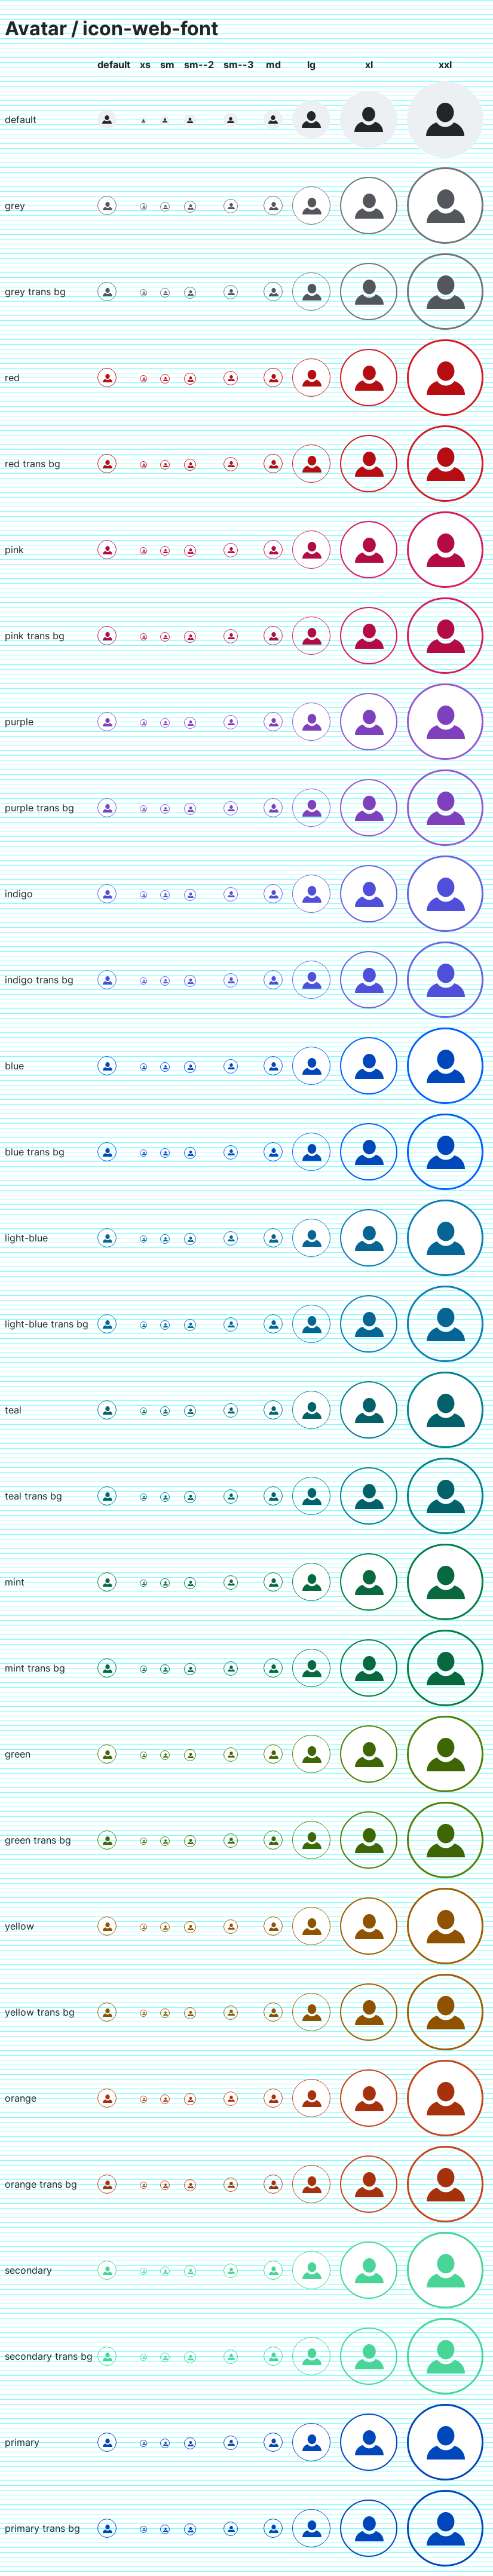 Avatar / icon-web-font
default xs sm sm--2 sm--3 md lg xl xxl
default
grey
grey trans bg
red
red trans bg
pink
pink trans bg
purple
purple trans bg
indigo
indigo trans bg
blue
blue trans bg
light-blue
light-blue trans bg
teal
teal trans bg
mint
mint trans bg
green
green trans bg
yellow
yellow trans bg
orange
orange trans bg
secondary
secondary trans bg
primary
primary trans bg